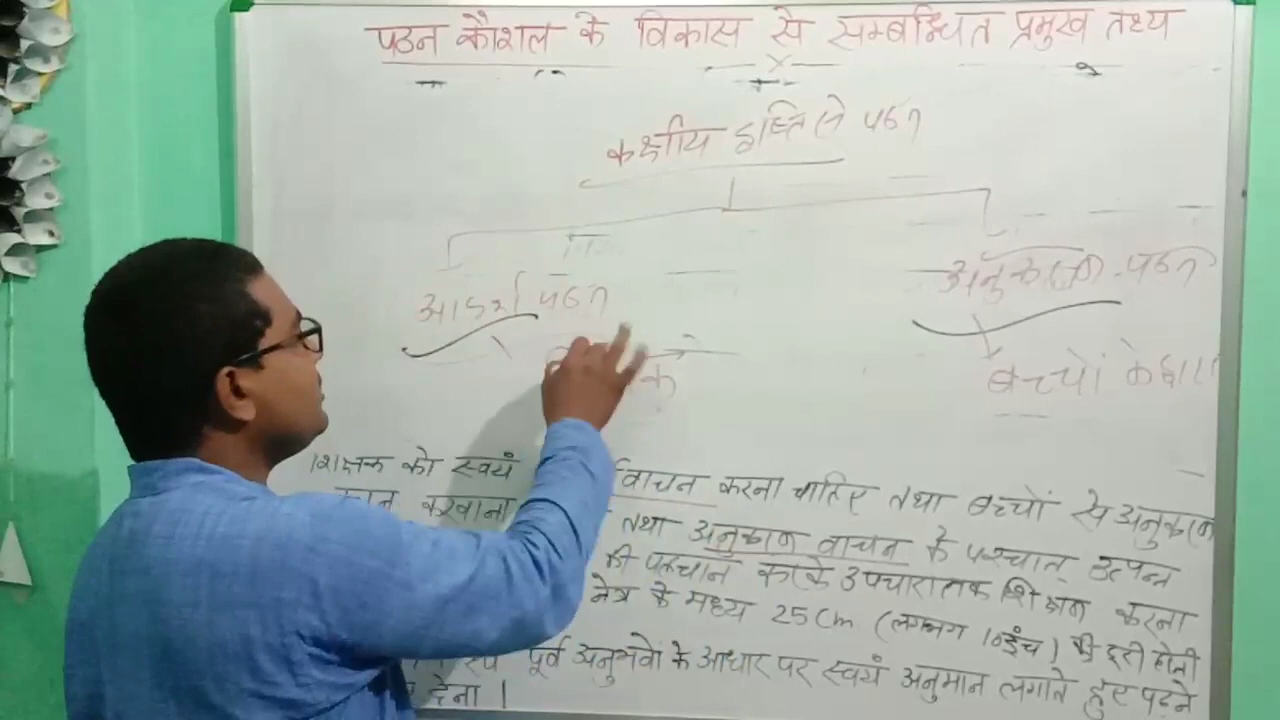 पठन कौशल के विकास से सम्बन्धित प्रमुख तथ्य
कक्षीय दृष्टि से पठन
आदर्श पठन
अनुकरण पठन
बच्चों के द्वारा
शिक्षक को स्वयं वाचन करना चाहिए तथा बच्चों से अनुकरण
करवाना तथा अनुकरण वाचन के पश्चात् उत्पन्न
की पहचान करके उपचारात्मक शिक्षण करना
नेत्र के मध्य 25 cm (लगभग 10 इंच) की दूरी होनी
पूर्व अनुभवों के आधार पर स्वयं अनुमान लगाते हुए पढ़ने
देना ।